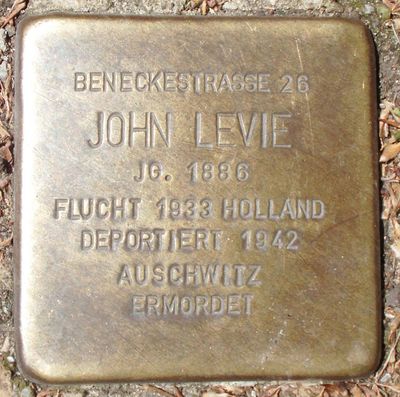 BENECKESTRASSE 26
JOHN LEVIE
JG. 1886
FLUCHT 1933 HOLLAND
DEPORTIERT 1942
AUSCHWITZ
ERMORDET